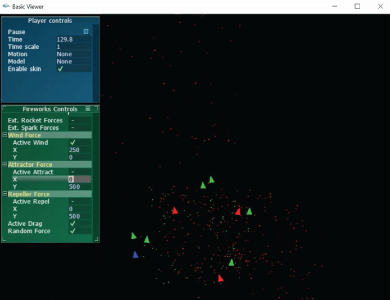 Basic Viewer
Player controls
Pause
Time 129.8
Time scale 1
Motion None
Model None
Enable skin ✓
Fireworks Controls
Ext. Rocket Forces -
Ext. Spark Forces -
Wind Force
Active Wind ✓
X 250
Y 0
Attractor Force
Active Attract -
X 0
Y 500
Repeller Force
Active Repel -
X 0
Y 500
Active Drag ✓
Random Force ✓